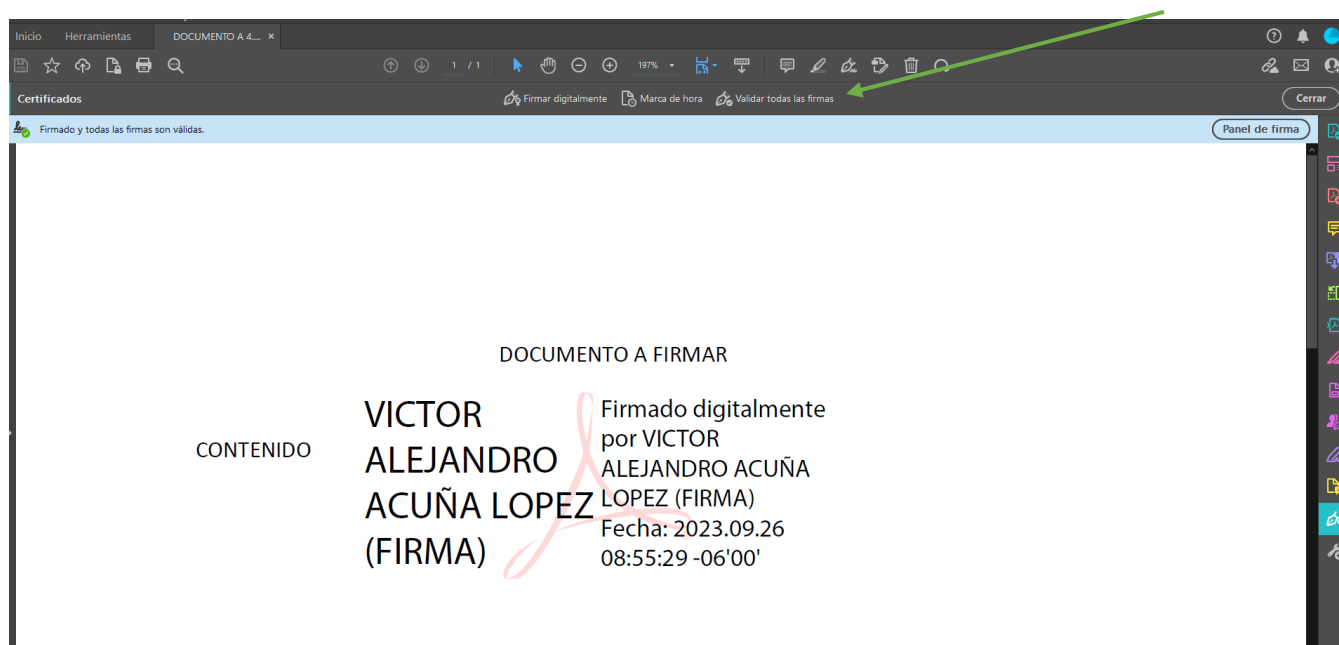 Inicio Herramientas DOCUMENTO A 4.... ×
1 / 1 197%
Certificados Firmar digitalmente Marca de hora Validar todas las firmas Cerrar
Firmado y todas las firmas son válidas. Panel de firma
DOCUMENTO A FIRMAR
CONTENIDO
VICTOR
ALEJANDRO
ACUÑA LOPEZ
(FIRMA)
Firmado digitalmente
por VICTOR
ALEJANDRO ACUÑA
LOPEZ (FIRMA)
Fecha: 2023.09.26
08:55:29 -06'00'